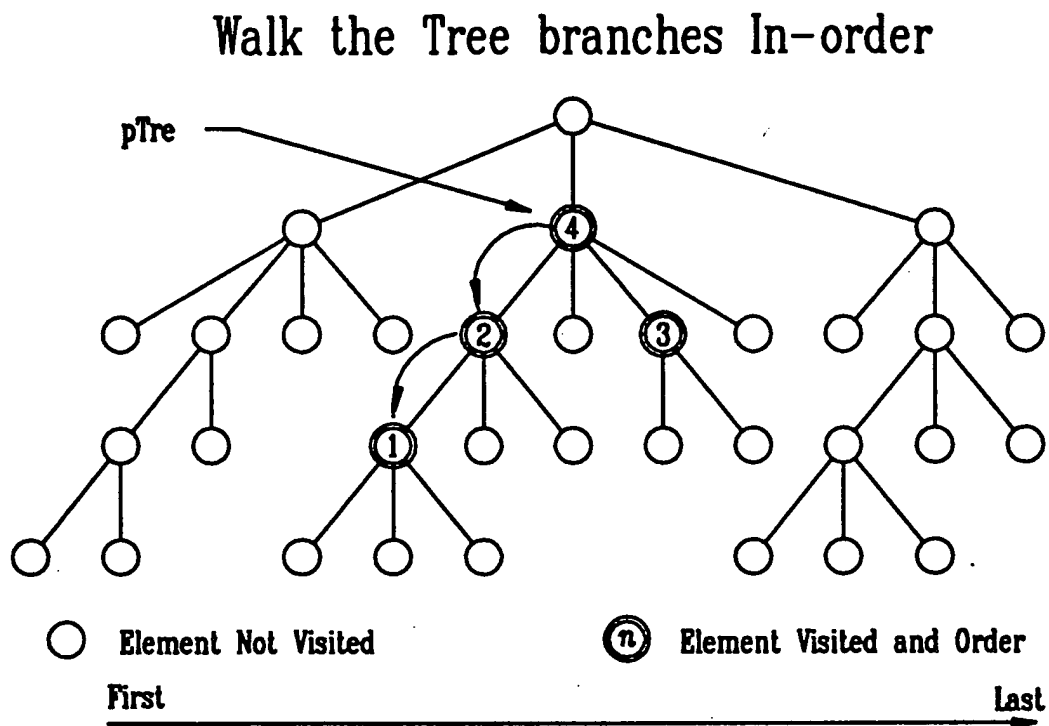 Walk the Tree branches In-order
pTre
4
2
3
1
Element Not Visited
n Element Visited and Order
First
Last